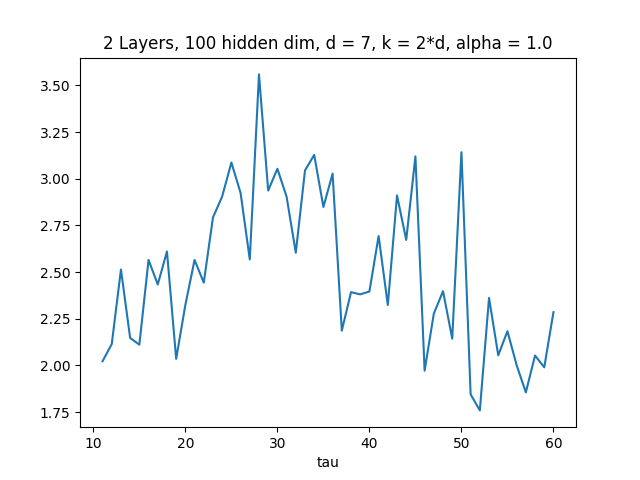 2 Layers, 100 hidden dim, d = 7, k = 2*d, alpha = 1.0
3.50
3.25
3.00
2.75
2.50
2.25
2.00
1.75
10 20 30 40 50 60
tau